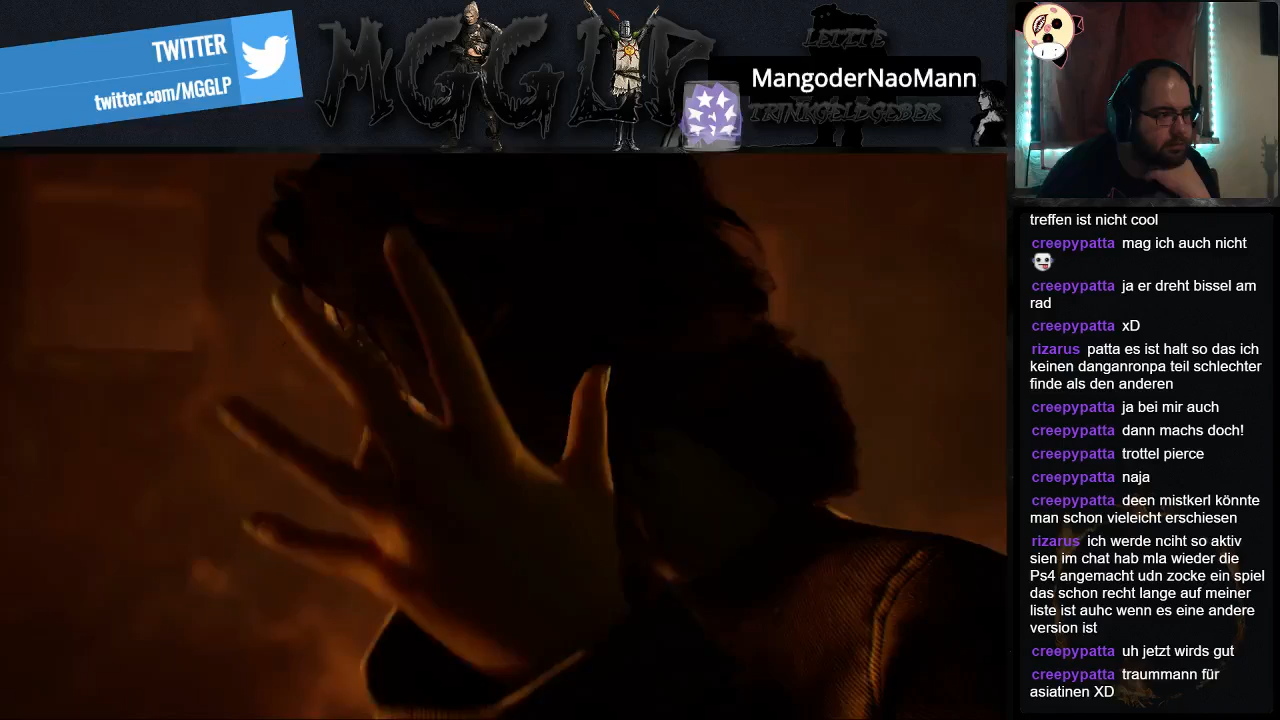 TWITTER
twitter.com/MGGLP
MGGLP
LETZTE
MangoderNaoMann
TRINKGELDGEBER
treffen ist nicht cool
creepypatta mag ich auch nicht
creepypatta ja er dreht bissel am
rad
creepypatta xD
rizarus patta es ist halt so das ich
keinen danganronpa teil schlechter
finde als den anderen
creepypatta ja bei mir auch
creepypatta dann machs doch!
creepypatta trottel pierce
creepypatta naja
creepypatta deen mistkerl könnte
man schon vieleicht erschiesen
rizarus ich werde nciht so aktiv
sien im chat hab mla wieder die
Ps4 angemacht udn zocke ein spiel
das schon recht lange auf meiner
liste ist auhc wenn es eine andere
version ist
creepypatta uh jetzt wirds gut
creepypatta traummann für
asiatinen XD